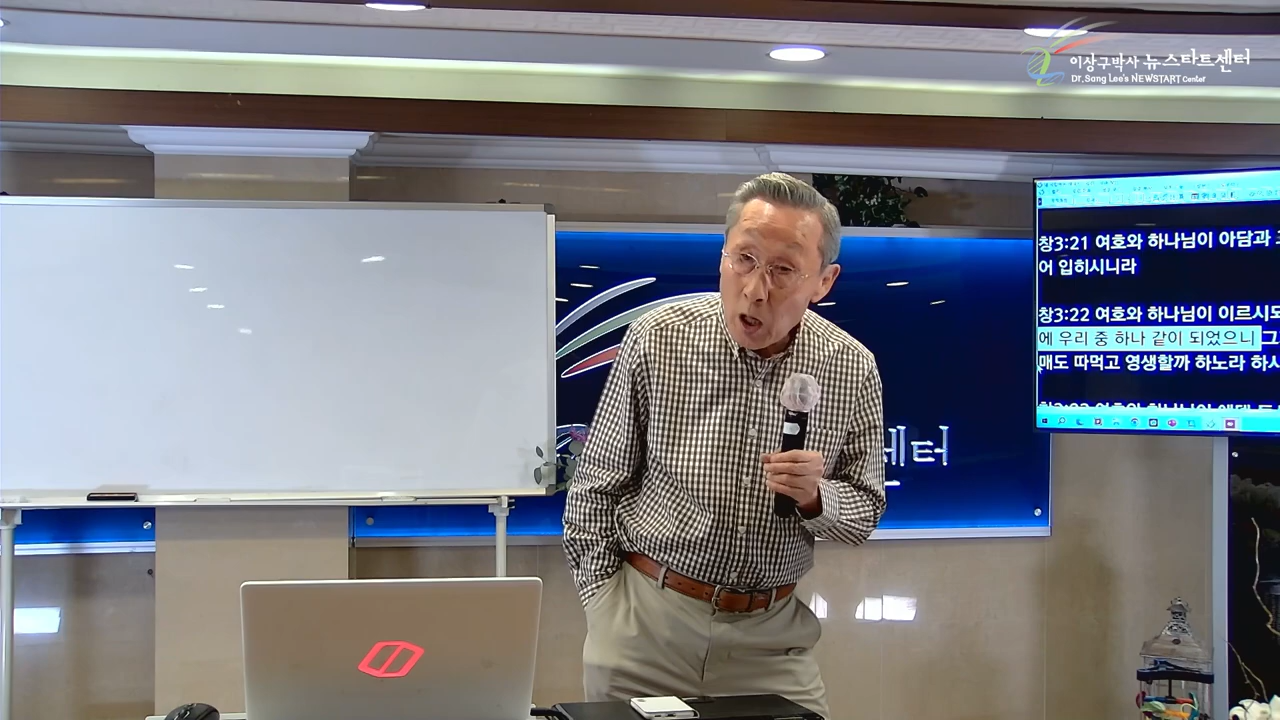 이상구박사 뉴스타트센터
Dr. Sang Lee's NEWSTART Center
창3:21 여호와 하나님이 아담과
어 입히시니라
창3:22 여호와 하나님이 이르시되
에 우리 중 하나 같이 되었으니 그
매도 따먹고 영생할까 하노라 하시
센터